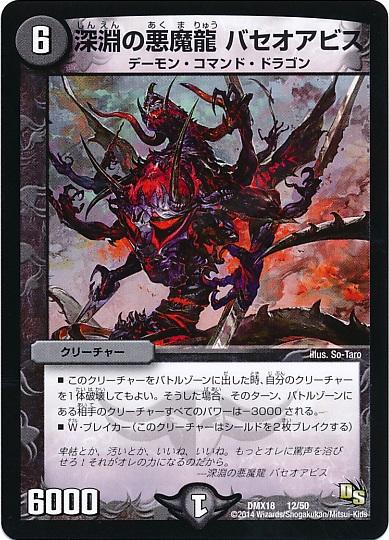 6
深淵の悪魔龍 バセオアビス
しんえん あくまりゅう
デーモン・コマンド・ドラゴン
Illus. So-Taro
クリーチャー
■このクリーチャーをバトルゾーンに出した時、自分のクリーチャー
を1体破壊してもよい。そうした場合、そのターン、バトルゾーンに
ある相手のクリーチャーすべてのパワーは-3000される。
■W・ブレイカー(このクリーチャーはシールドを2枚ブレイクする)
卑怯とか、汚いとか、いいね、いいね。もっとオレに罵声を浴び
せろ!それがオレの力になるのだから。
—深淵の悪魔龍 バセオアビス
6000
1
DS
DMX18 12/50
©2014 Wizards/Shogakukan/Mitsui-Kids